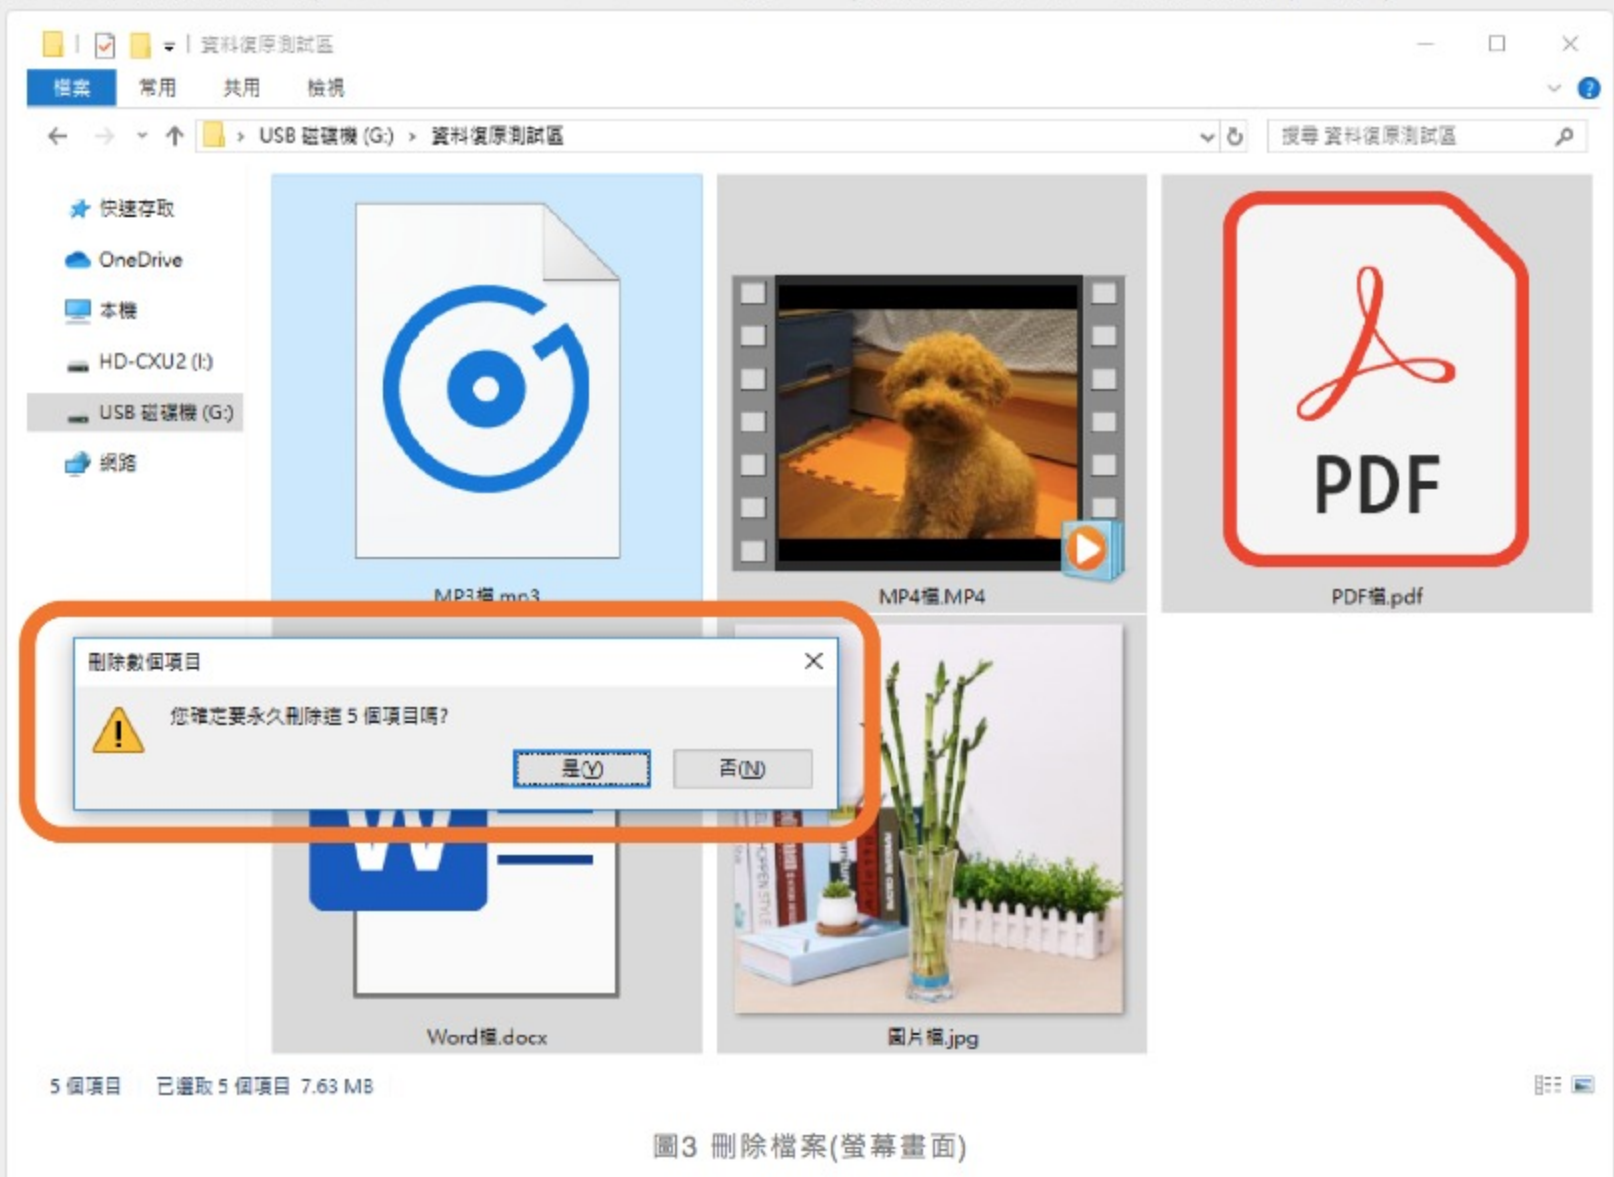 資料復原測試區
檔案 常用 共用 檢視
USB 磁碟機 (G:) 資料復原測試區
搜尋 資料復原測試區
快速存取
OneDrive
本機
HD-CXU2 (I:)
USB 磁碟機 (G:)
網路
PDF
MP3檔.mp3
MP4檔.MP4
PDF檔.pdf
刪除數個項目
您確定要永久刪除這 5 個項目嗎?
是(Y) 否(N)
W
Word檔.docx
圖片檔.jpg
5 個項目 已選取 5 個項目 7.63 MB
圖3 刪除檔案(螢幕畫面)